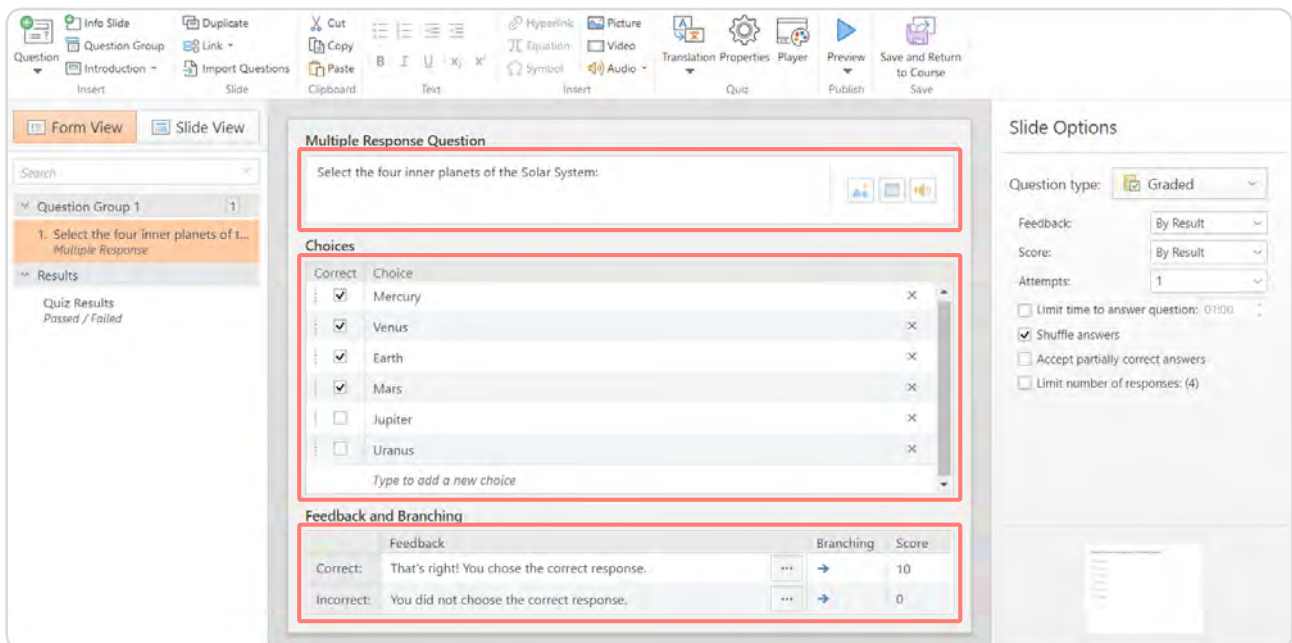 Info Slide
Duplicate
Cut
Hyperlink
Picture
Question Group
Link
Copy
Equation
Video
Question
Introduction
Import Questions
Paste
B I U X₂ X²
Symbol
Audio
Translation
Properties
Player
Preview
Save and Return
to Course
Insert
Slide
Clipboard
Text
Insert
Quiz
Publish
Save
Form View
Slide View
Search
Question Group 1
1
1. Select the four inner planets of t...
Multiple Response
Results
Quiz Results
Passed / Failed
Multiple Response Question
Select the four inner planets of the Solar System:
Choices
Correct Choice
Mercury
Venus
Earth
Mars
Jupiter
Uranus
Type to add a new choice
Feedback and Branching
Feedback Branching Score
Correct: That's right! You chose the correct response. ... 10
Incorrect: You did not choose the correct response. ... 0
Slide Options
Question type: Graded
Feedback: By Result
Score: By Result
Attempts: 1
Limit time to answer question: 01:00
Shuffle answers
Accept partially correct answers
Limit number of responses: (4)